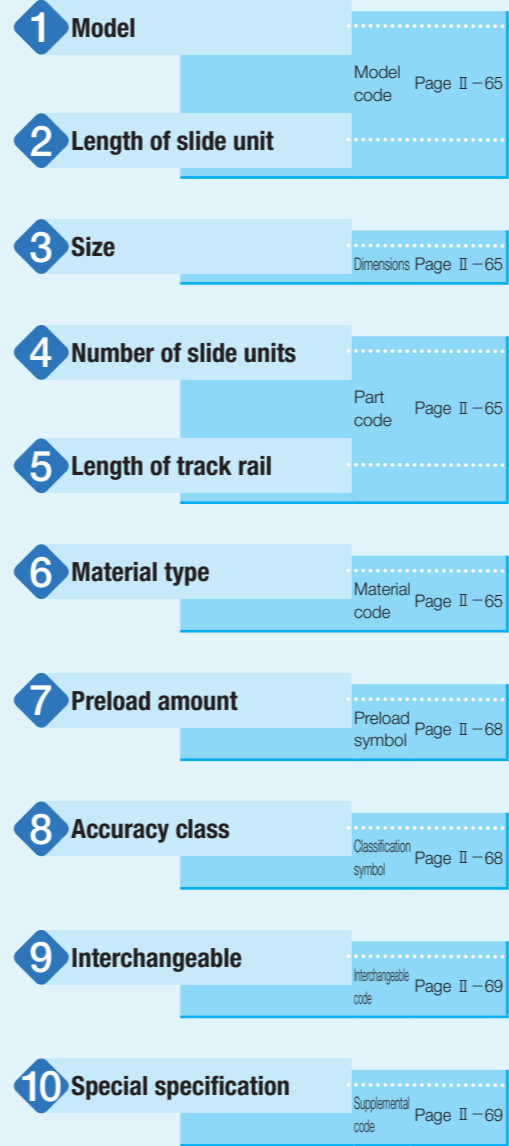 1 Model
Model
code Page Ⅱ－65
2 Length of slide unit
3 Size
Dimensions Page Ⅱ－65
4 Number of slide units
Part
code Page Ⅱ－65
5 Length of track rail
6 Material type
Material
code Page Ⅱ－65
7 Preload amount
Preload
symbol Page Ⅱ－68
8 Accuracy class
Classification
symbol Page Ⅱ－68
9 Interchangeable
Interchangeable
code Page Ⅱ－69
10 Special specification
Supplemental
code Page Ⅱ－69